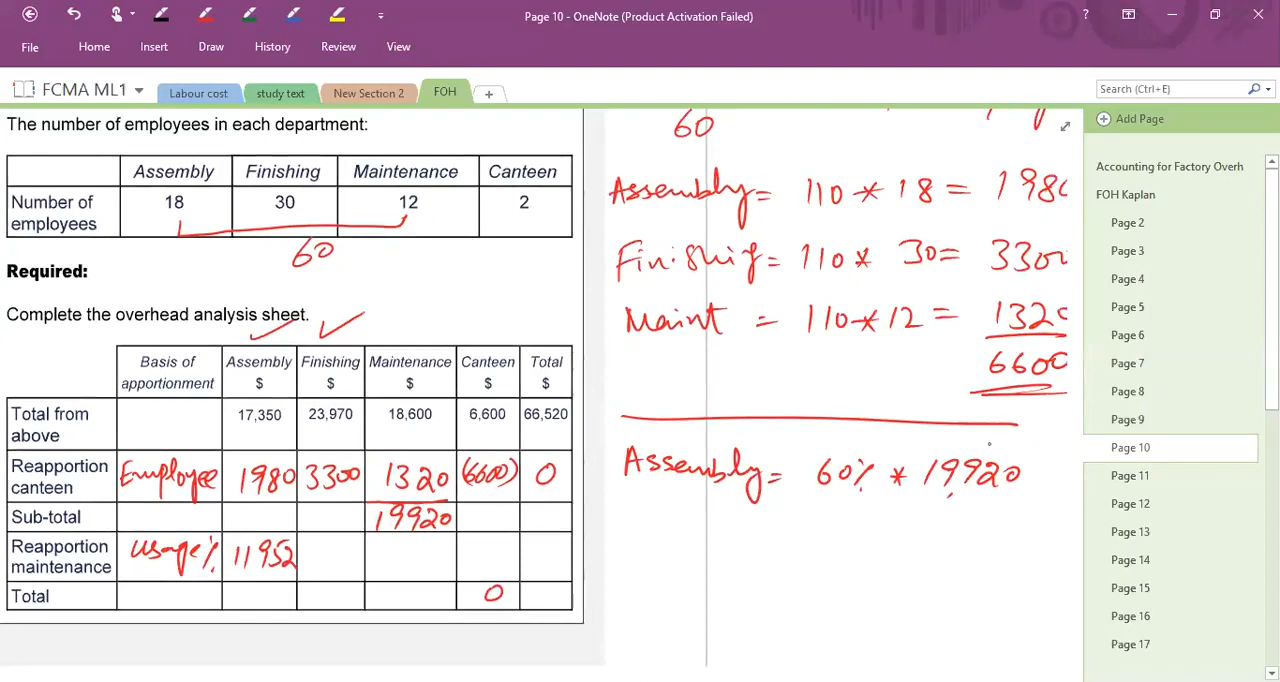 Page 10 - OneNote (Product Activation Failed)
?
File Home Insert Draw History Review View
FCMA ML1 Labour cost study text New Section 2 FOH + Search (Ctrl+E)
The number of employees in each department:
Assembly Finishing Maintenance Canteen
Number of employees 18 30 12 2
60
Required:
Complete the overhead analysis sheet.
Basis of apportionment Assembly $ Finishing $ Maintenance $ Canteen $ Total $
Total from above 17,350 23,970 18,600 6,600 66,520
Reapportion canteen Employee 1980 3300 1320 (6600) 0
Sub-total 19920
Reapportion maintenance usage% 11952
Total 0
60
Assembly = 110 * 18 = 1980
Finishing = 110 * 30 = 3300
Maint = 110 * 12 = 1320
6600
Assembly = 60% * 19920
Add Page
Accounting for Factory Overh
FOH Kaplan
Page 2
Page 3
Page 4
Page 5
Page 6
Page 7
Page 8
Page 9
Page 10
Page 11
Page 12
Page 13
Page 14
Page 15
Page 16
Page 17